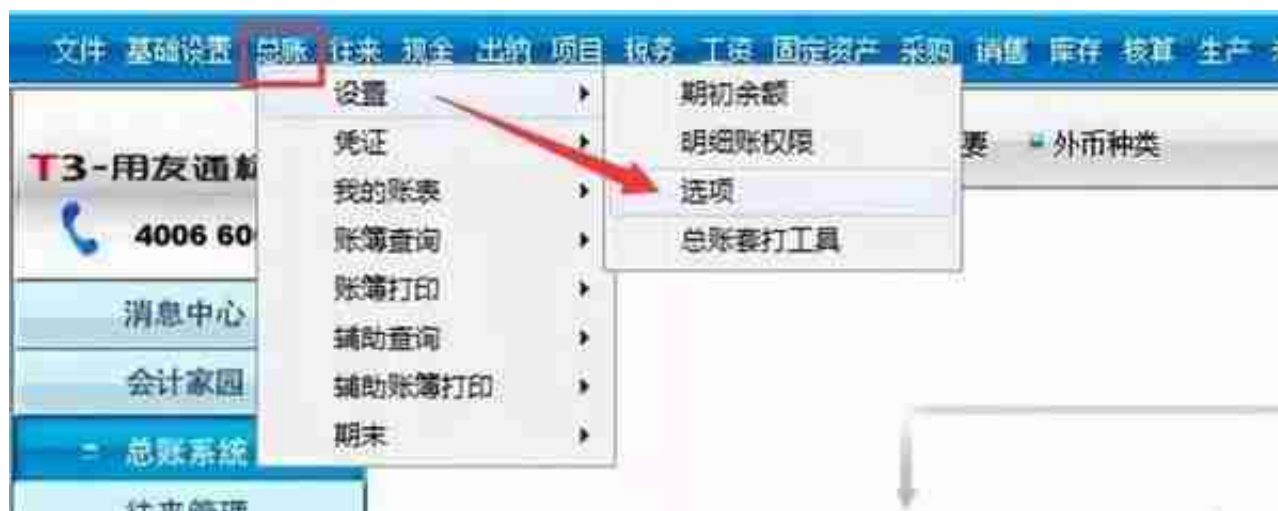 文件 基础设置 总账 往来 现金 出纳 项目 税务 工资 固定资产 采购 销售 库存 核算 生产
设置 期初余额
凭证 明细账权限 外币种类
T3-用友通
我的账表 选项
4006 60
账簿查询 总账套打工具
消息中心 账簿打印
辅助查询
会计家园 辅助账簿打印
总账系统 期末
往来管理